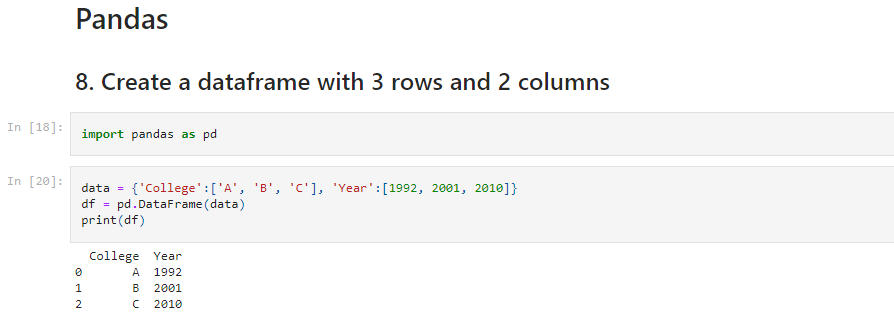 Pandas
8. Create a dataframe with 3 rows and 2 columns
In [18]: import pandas as pd
In [20]: data = {'College':['A', 'B', 'C'], 'Year':[1992, 2001, 2010]}
df = pd.DataFrame(data)
print(df)
College Year
0 A 1992
1 B 2001
2 C 2010